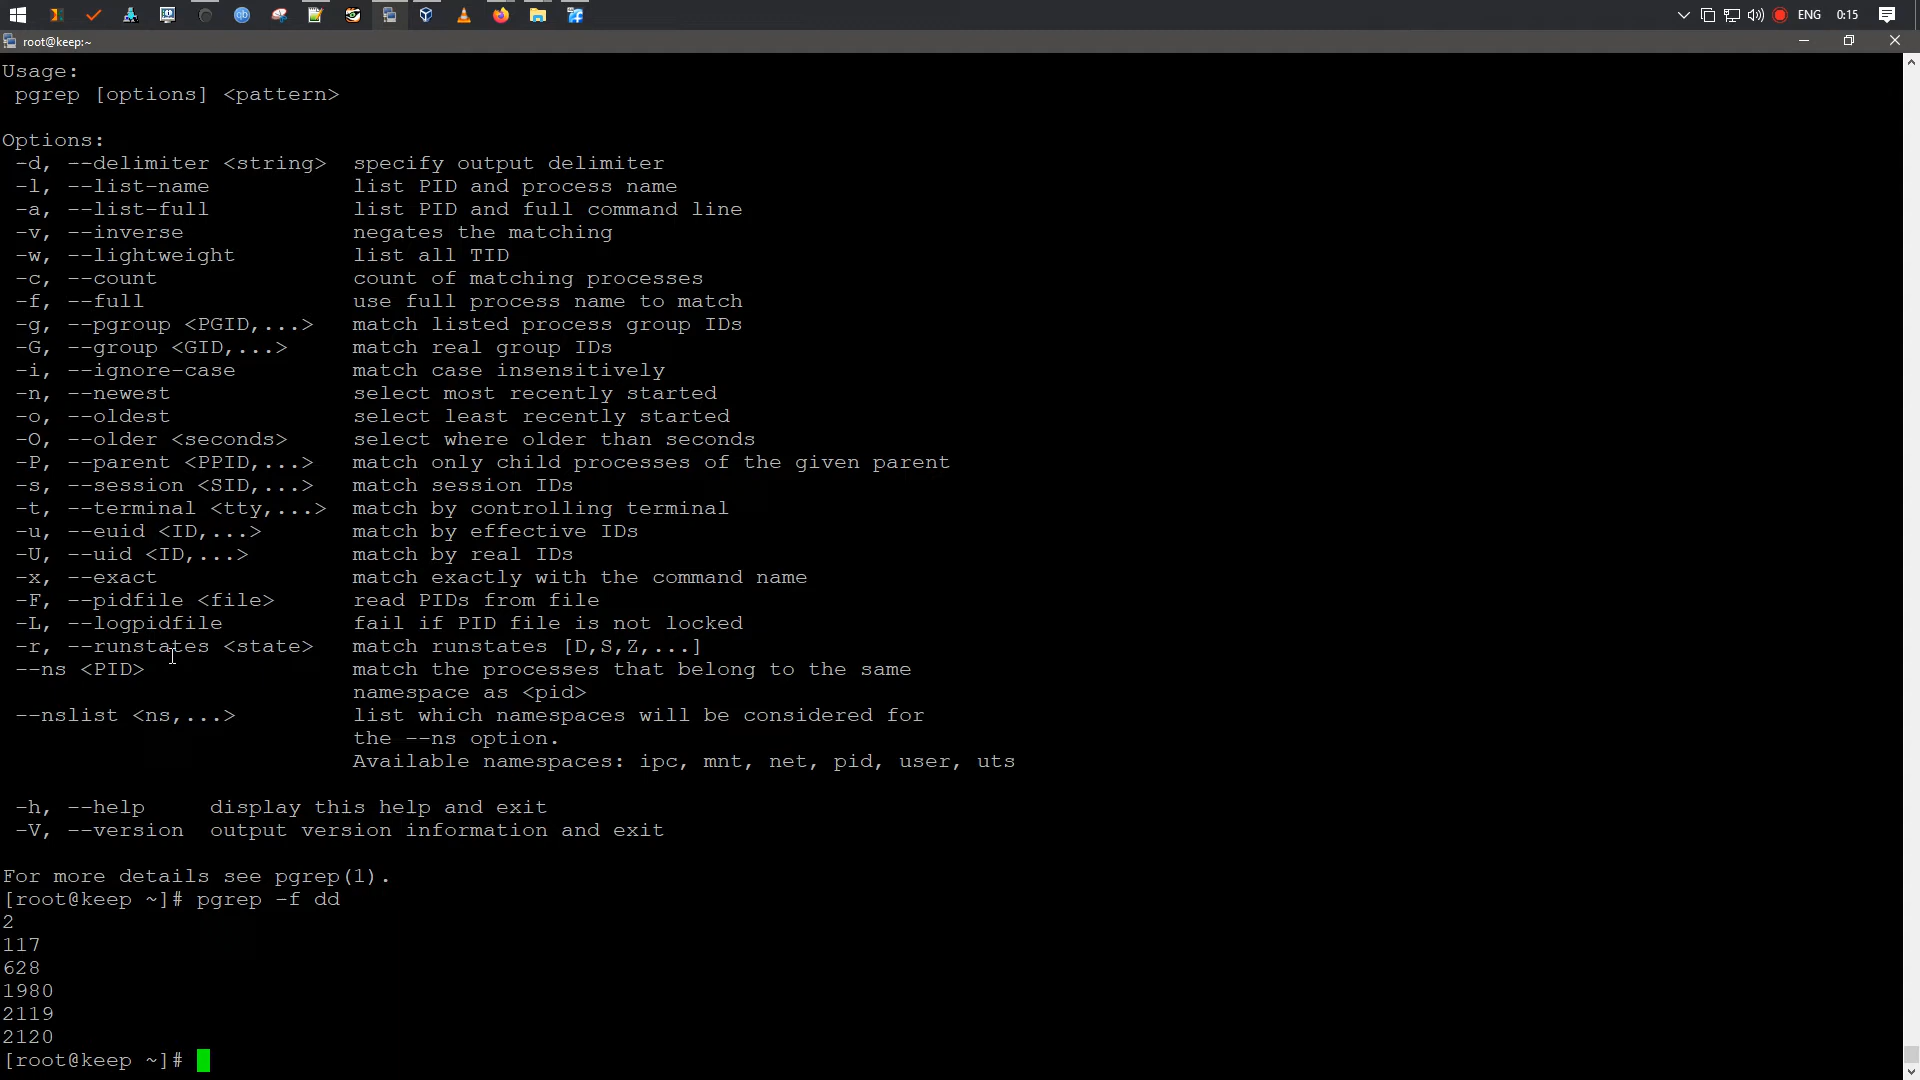 ENG 0:15
root@keep:~
Usage:
 pgrep [options] <pattern>

Options:
 -d, --delimiter <string>  specify output delimiter
 -l, --list-name           list PID and process name
 -a, --list-full           list PID and full command line
 -v, --inverse             negates the matching
 -w, --lightweight         list all TID
 -c, --count               count of matching processes
 -f, --full                use full process name to match
 -g, --pgroup <PGID,...>   match listed process group IDs
 -G, --group <GID,...>     match real group IDs
 -i, --ignore-case         match case insensitively
 -n, --newest              select most recently started
 -o, --oldest              select least recently started
 -O, --older <seconds>     select where older than seconds
 -P, --parent <PPID,...>   match only child processes of the given parent
 -s, --session <SID,...>   match session IDs
 -t, --terminal <tty,...>  match by controlling terminal
 -u, --euid <ID,...>       match by effective IDs
 -U, --uid <ID,...>        match by real IDs
 -x, --exact               match exactly with the command name
 -F, --pidfile <file>      read PIDs from file
 -L, --logpidfile          fail if PID file is not locked
 -r, --runstates <state>   match runstates [D,S,Z,...]
 --ns <PID>                match the processes that belong to the same
                           namespace as <pid>
 --nslist <ns,...>         list which namespaces will be considered for
                           the --ns option.
                           Available namespaces: ipc, mnt, net, pid, user, uts

 -h, --help     display this help and exit
 -V, --version  output version information and exit

For more details see pgrep(1).
[root@keep ~]# pgrep -f dd
2
117
628
1980
2119
2120
[root@keep ~]#